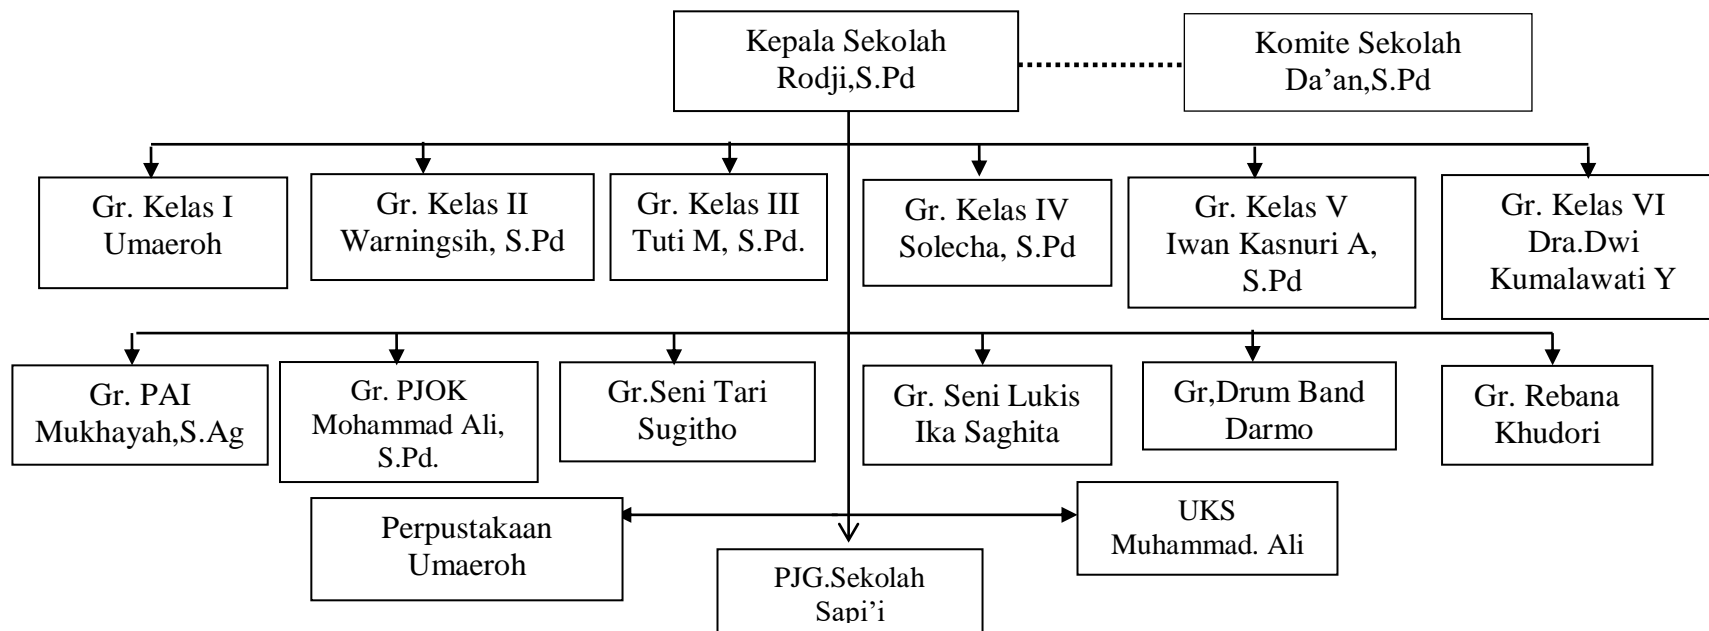 Kepala Sekolah
Rodji,S.Pd
Komite Sekolah
Da’an,S.Pd
Gr. Kelas I
Umaeroh
Gr. Kelas II
Warningsih, S.Pd
Gr. Kelas III
Tuti M, S.Pd.
Gr. Kelas IV
Solecha, S.Pd
Gr. Kelas V
Iwan Kasnuri A,
S.Pd
Gr. Kelas VI
Dra.Dwi
Kumalawati Y
Gr. PAI
Mukhayah,S.Ag
Gr. PJOK
Mohammad Ali,
S.Pd.
Gr.Seni Tari
Sugitho
Gr. Seni Lukis
Ika Saghita
Gr,Drum Band
Darmo
Gr. Rebana
Khudori
Perpustakaan
Umaeroh
UKS
Muhammad. Ali
PJG.Sekolah
Sapi’i